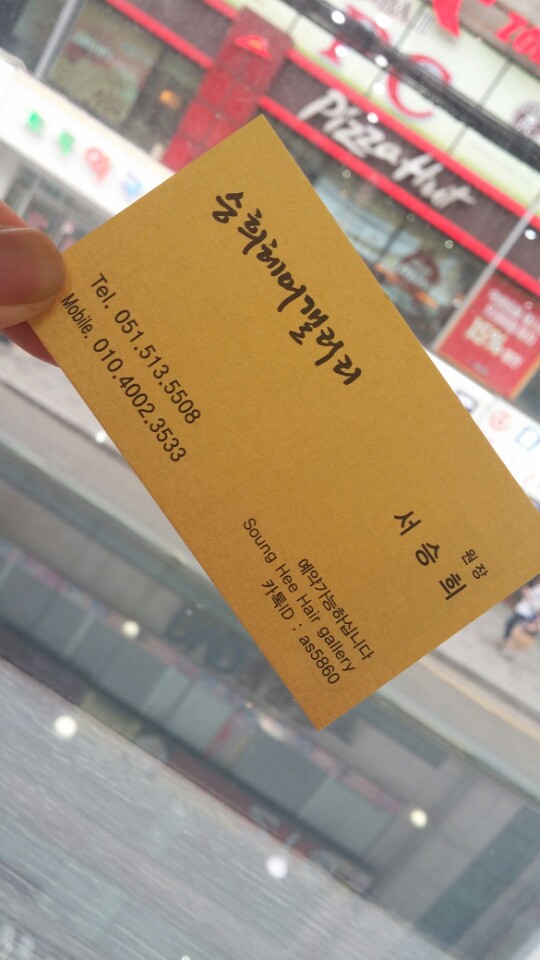 승희헤어갤러리
Tel. 051.513.5508
Mobile. 010.4002.3533
원장
서승희
예약가능하십니다
Soung Hee Hair gallery
카톡ID : as5860
PC
Pizza Hut
15%